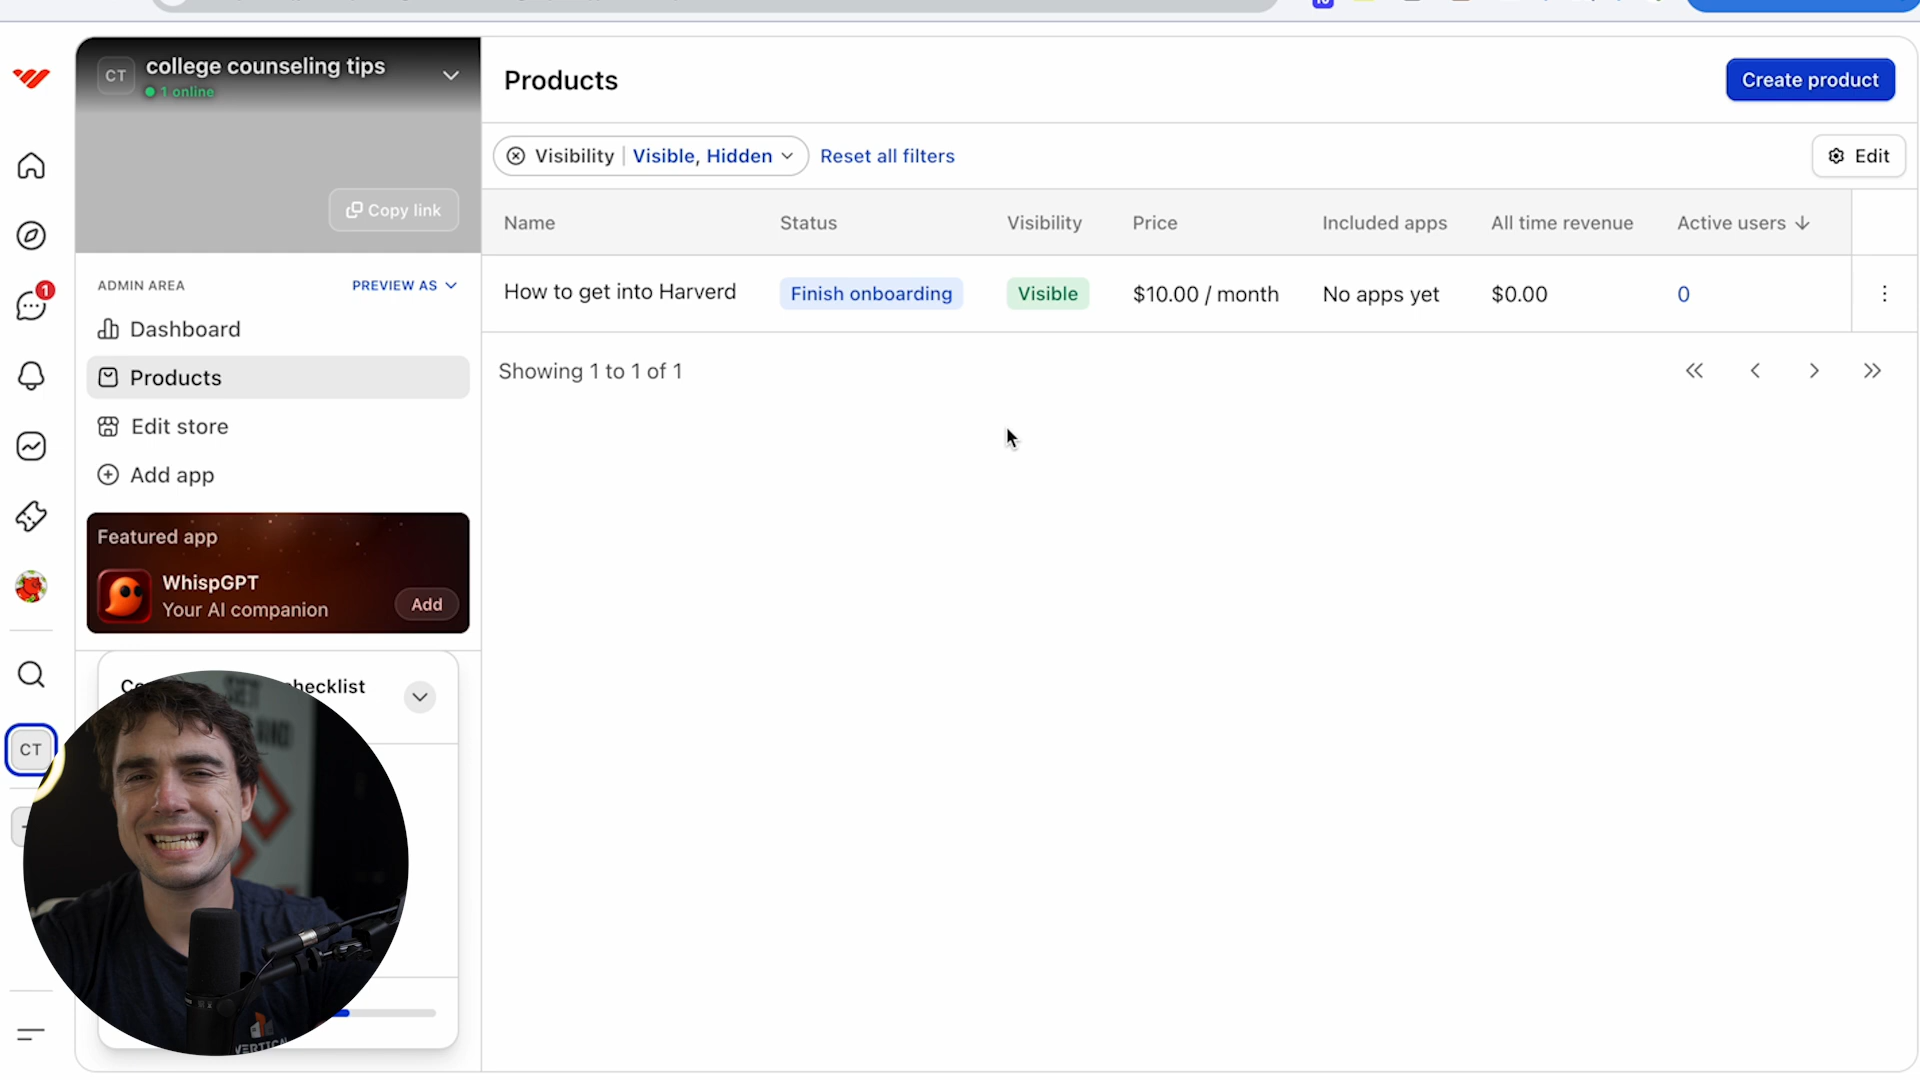 CT
college counseling tips
1 online
Copy link
ADMIN AREA
PREVIEW AS
Dashboard
Products
Edit store
Add app
Featured app
WhispGPT
Your AI companion
Add
1
CT
Products
Create product
Visibility | Visible, Hidden
Reset all filters
Edit
Name
Status
Visibility
Price
Included apps
All time revenue
Active users
How to get into Harverd
Finish onboarding
Visible
$10.00 / month
No apps yet
$0.00
0
Showing 1 to 1 of 1